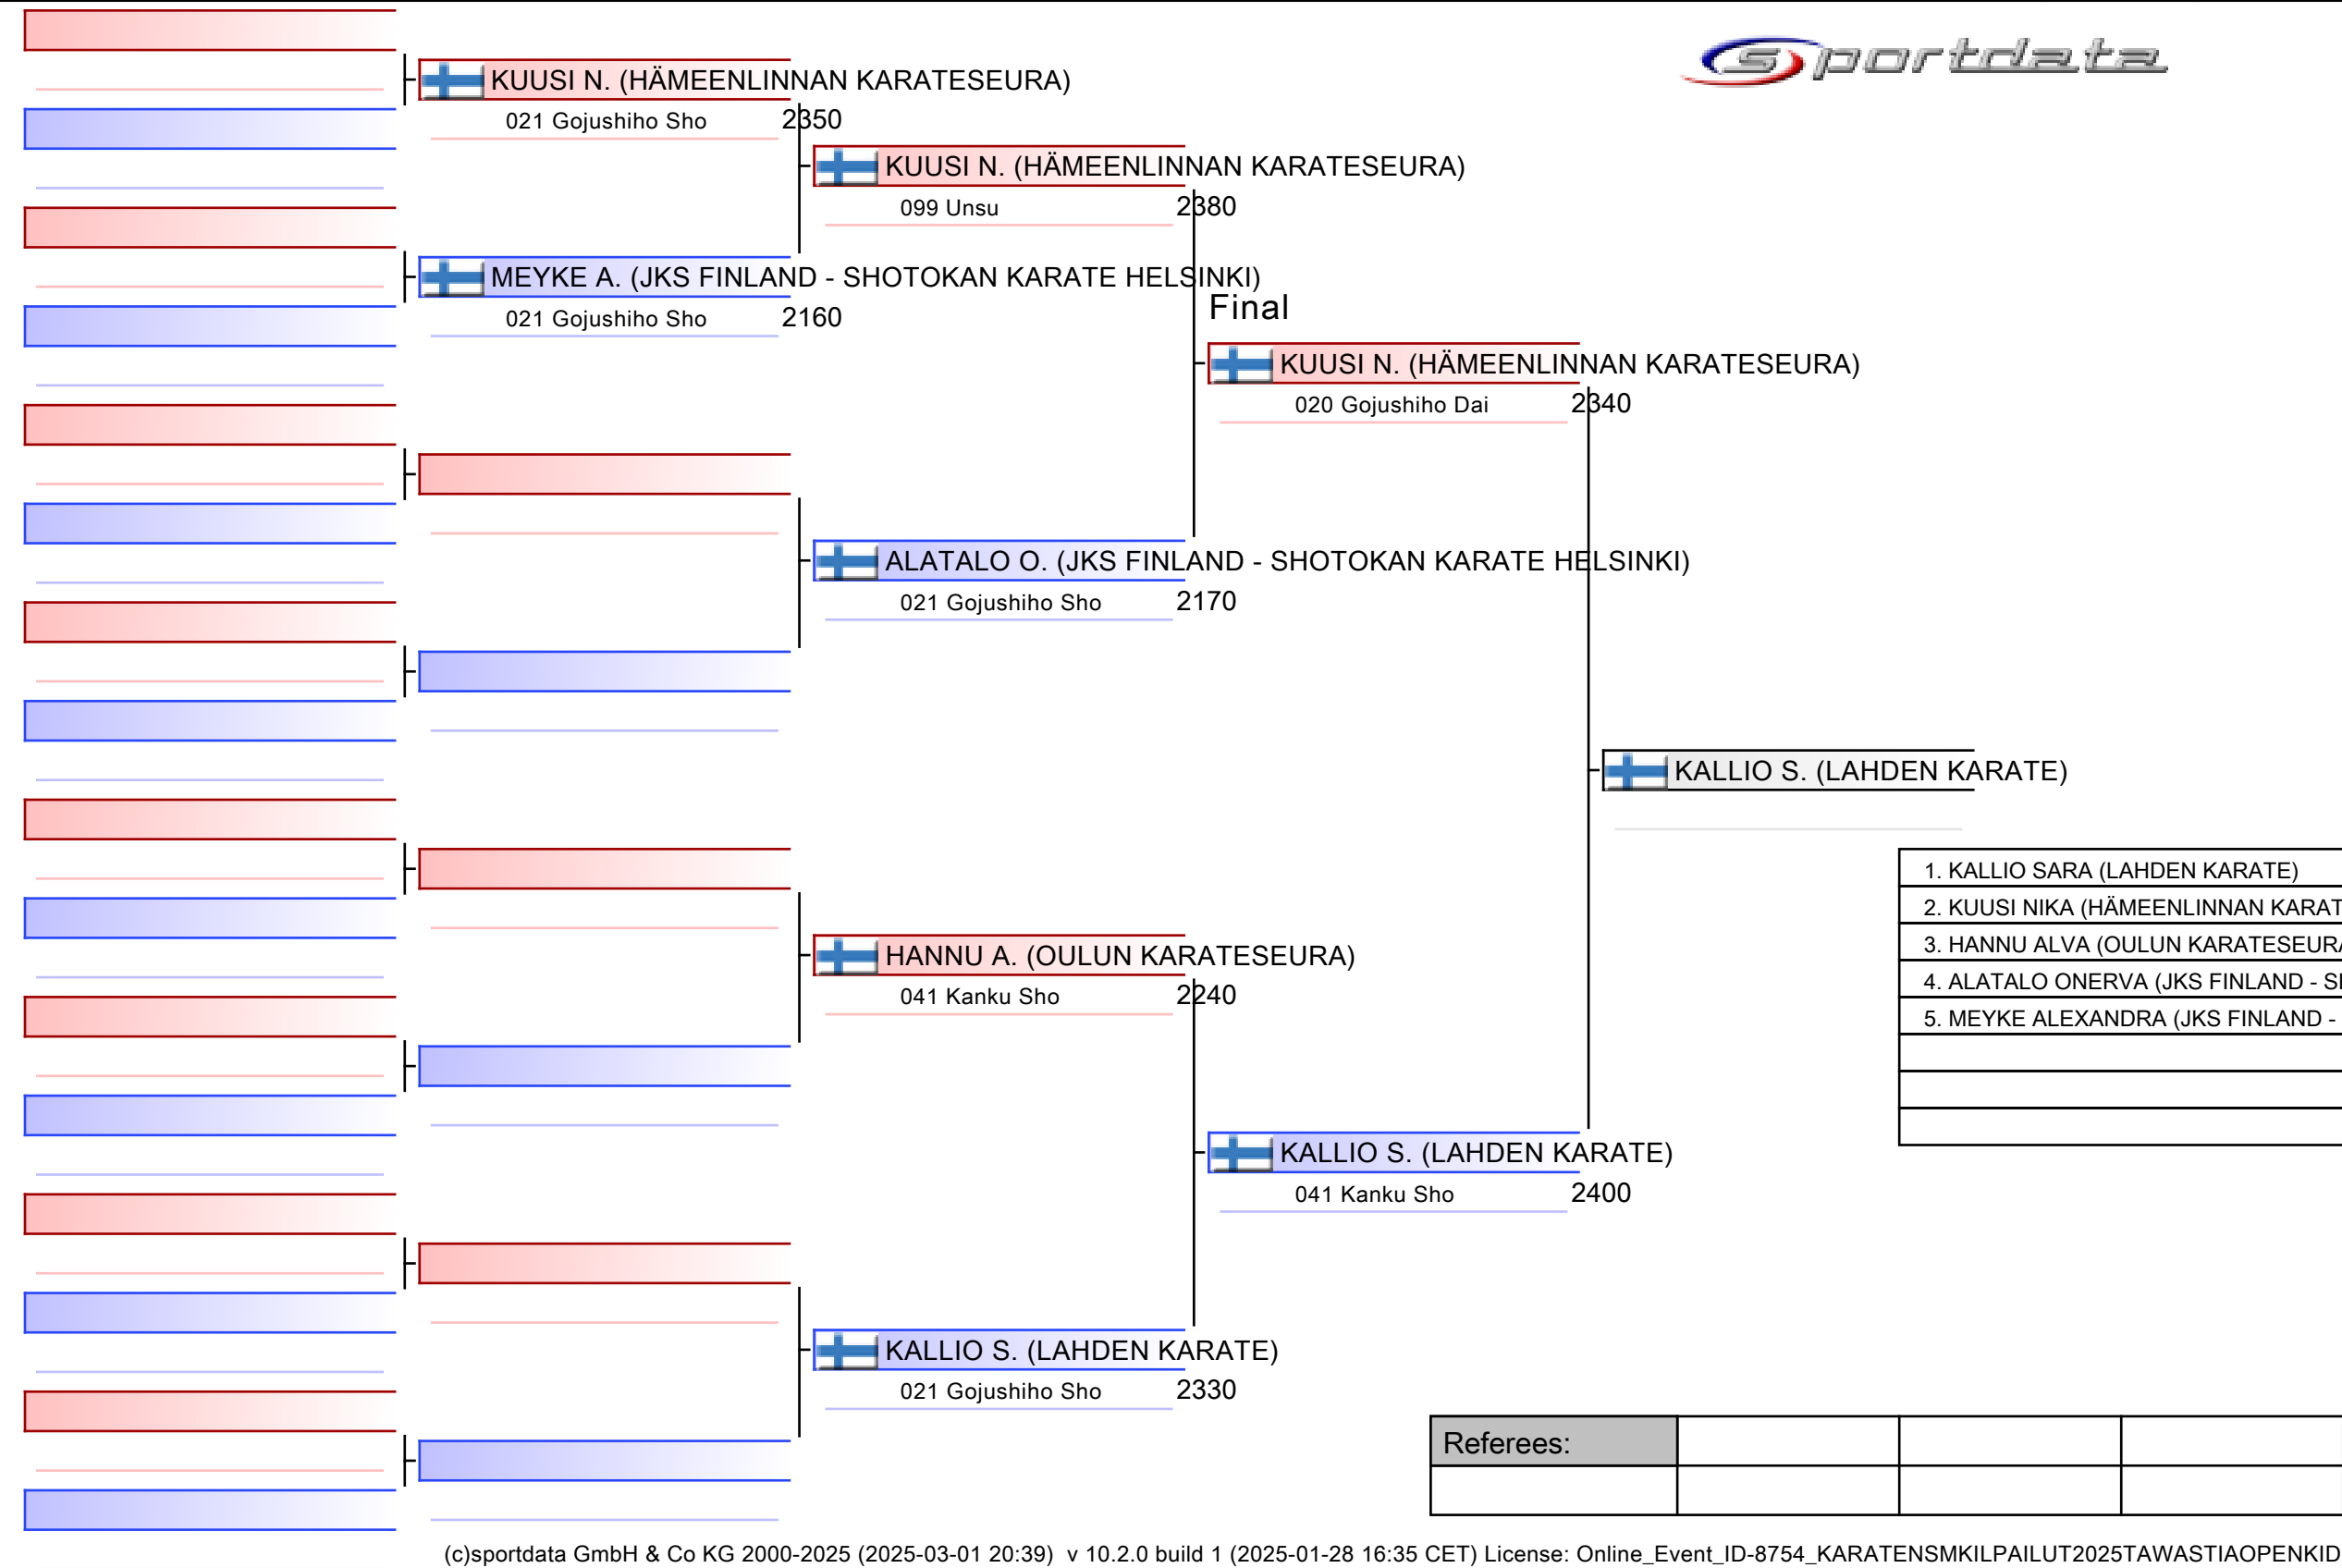 sportdata
KUUSI N. (HÄMEENLINNAN KARATESEURA)
021 Gojushiho Sho 2350
KUUSI N. (HÄMEENLINNAN KARATESEURA)
099 Unsu 2380
MEYKE A. (JKS FINLAND - SHOTOKAN KARATE HELSINKI)
021 Gojushiho Sho 2160
Final
KUUSI N. (HÄMEENLINNAN KARATESEURA)
020 Gojushiho Dai 2340
ALATALO O. (JKS FINLAND - SHOTOKAN KARATE HELSINKI)
021 Gojushiho Sho 2170
KALLIO S. (LAHDEN KARATE)
1. KALLIO SARA (LAHDEN KARATE)
2. KUUSI NIKA (HÄMEENLINNAN KARAT
3. HANNU ALVA (OULUN KARATESEURA
4. ALATALO ONERVA (JKS FINLAND - SH
5. MEYKE ALEXANDRA (JKS FINLAND -
HANNU A. (OULUN KARATESEURA)
041 Kanku Sho 2240
KALLIO S. (LAHDEN KARATE)
041 Kanku Sho 2400
KALLIO S. (LAHDEN KARATE)
021 Gojushiho Sho 2330
Referees:
(c)sportdata GmbH & Co KG 2000-2025 (2025-03-01 20:39) v 10.2.0 build 1 (2025-01-28 16:35 CET) License: Online_Event_ID-8754_KARATENSMKILPAILUT2025TAWASTIAOPENKID